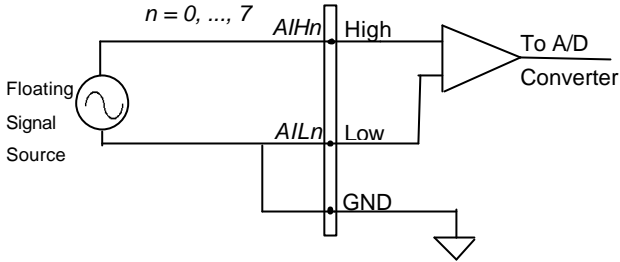 n = 0, ..., 7
AIHn High
To A/D
Converter
Floating
Signal
Source
AILn Low
GND